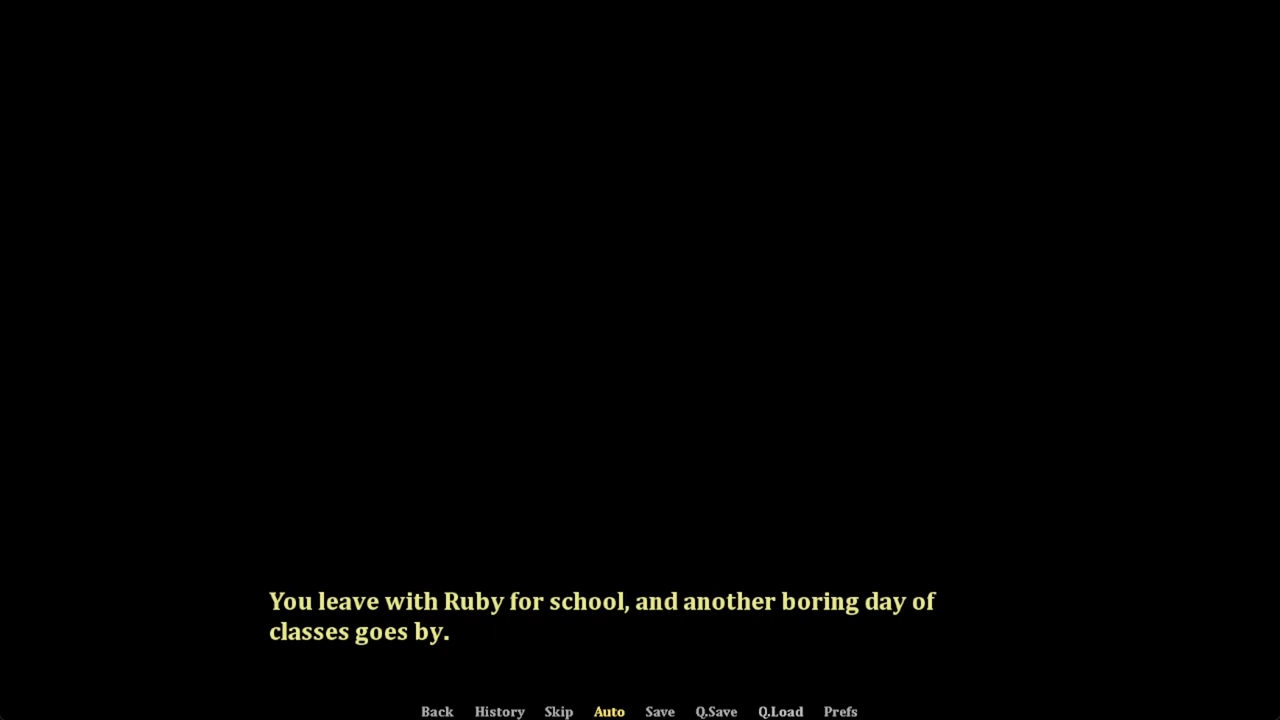 You leave with Ruby for school, and another boring day of
classes goes by.
Back History Skip Auto Save Q.Save Q.Load Prefs